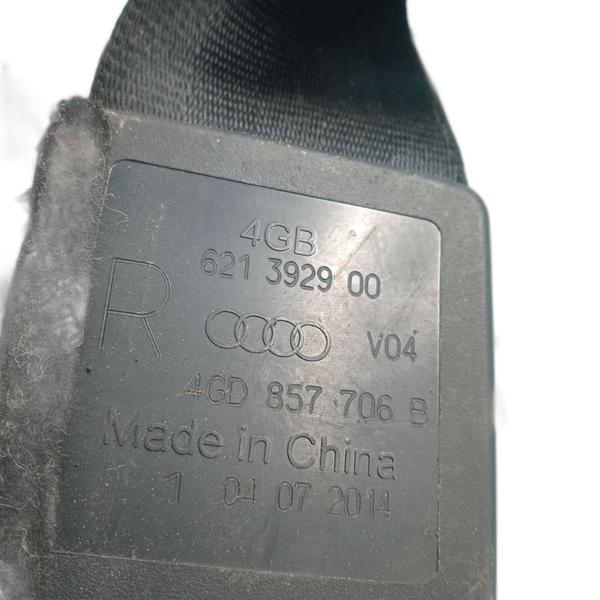 4GB
621 3929 00
R
V04
4GD 857 706 B
Made in China
1 04 07 2014